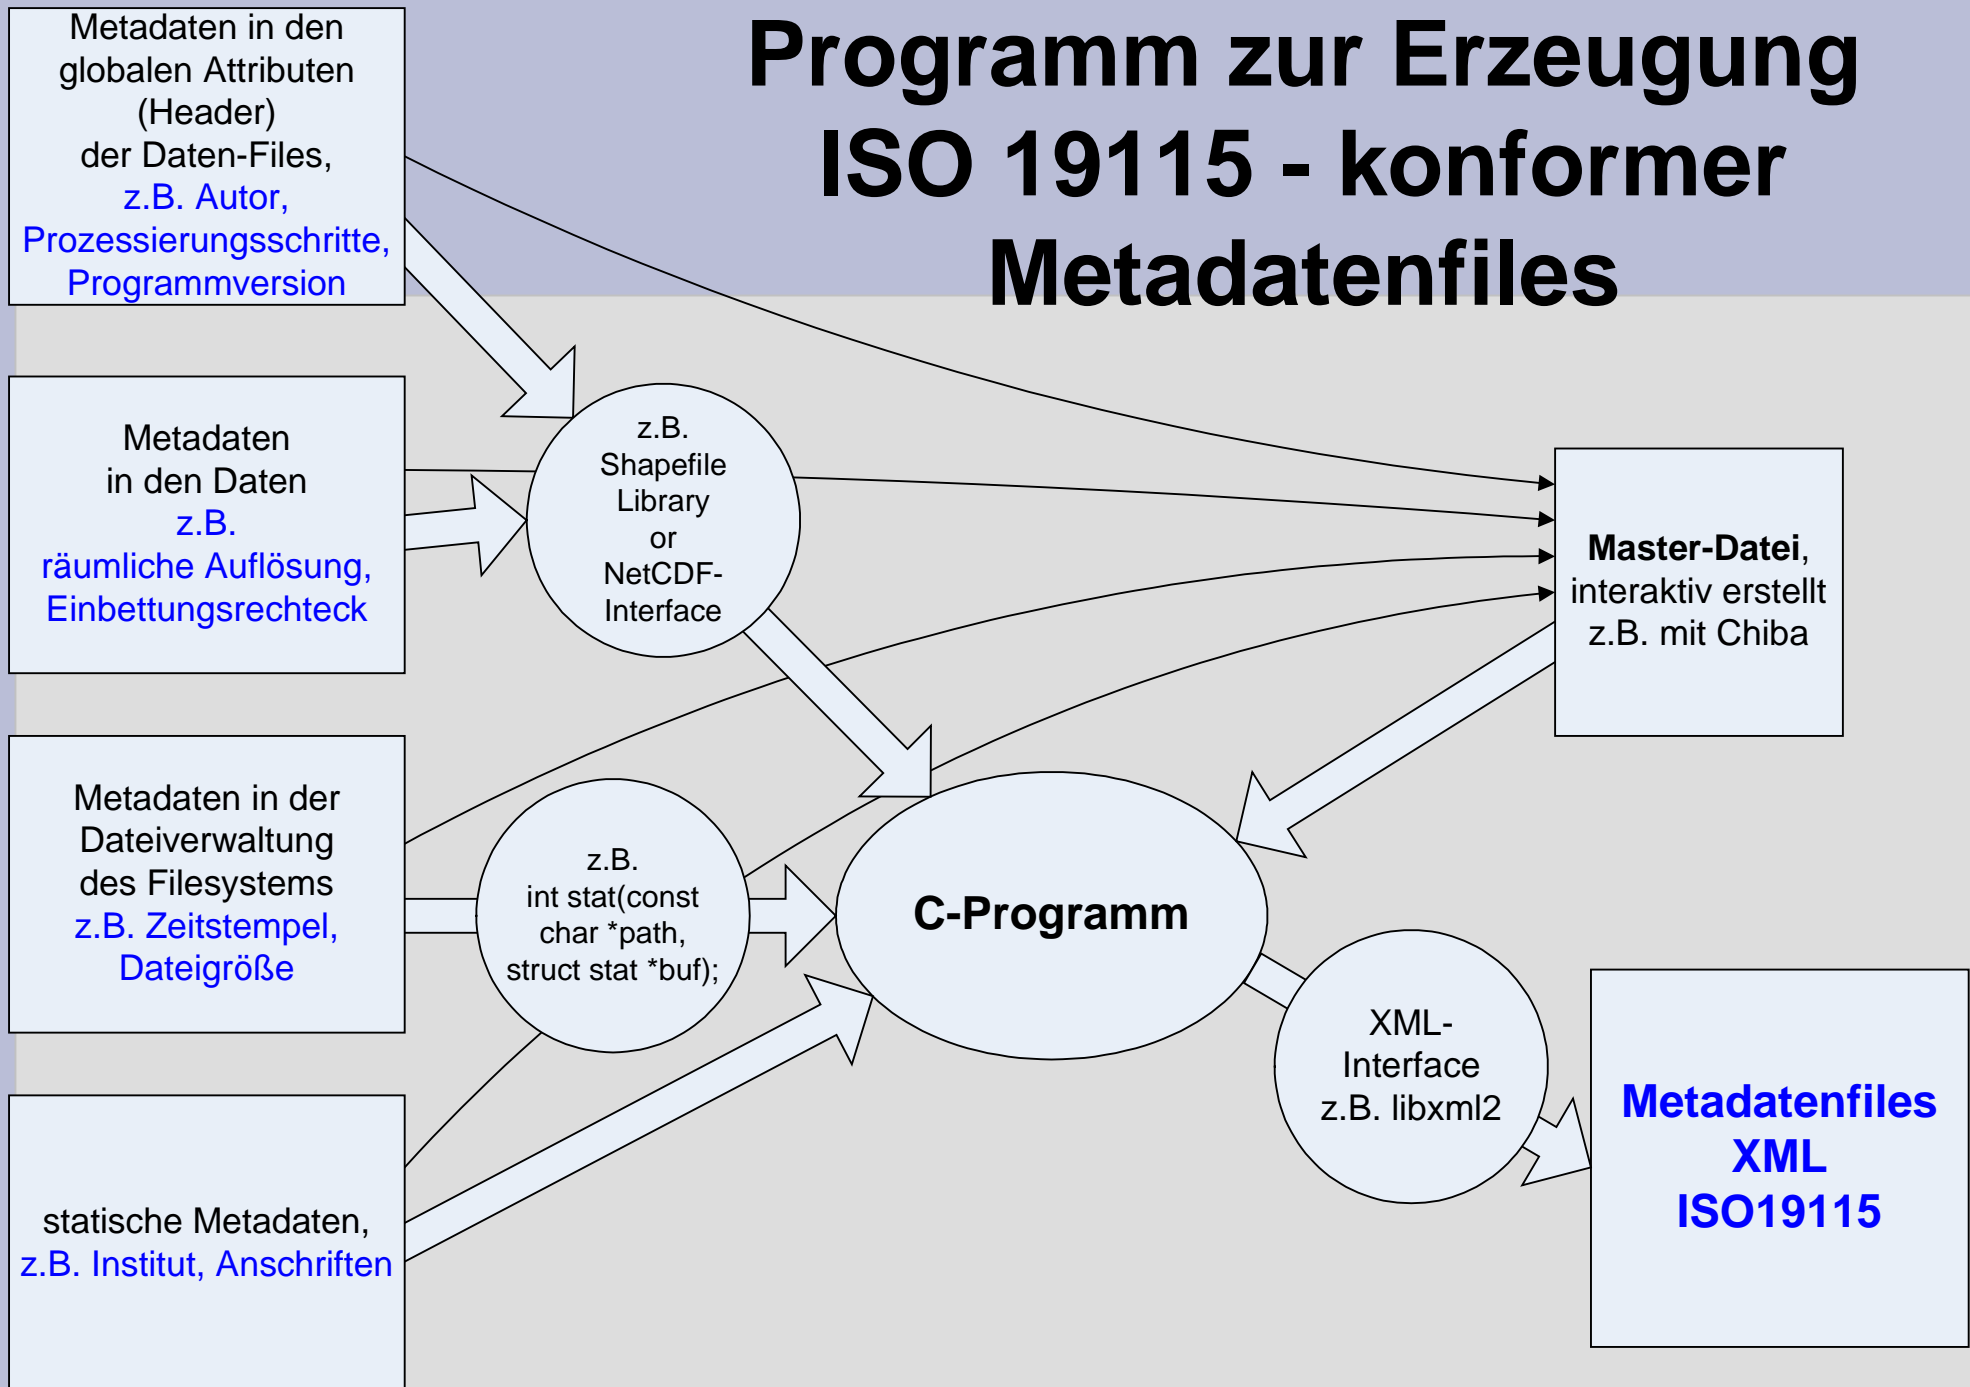 Programm zur Erzeugung
ISO 19115 - konformer
Metadatenfiles
Metadaten in den
globalen Attributen
(Header)
der Daten-Files,
z.B. Autor,
Prozessierungsschritte,
Programmversion
Metadaten
in den Daten
z.B.
räumliche Auflösung,
Einbettungsrechteck
Metadaten in der
Dateiverwaltung
des Filesystems
z.B. Zeitstempel,
Dateigröße
statische Metadaten,
z.B. Institut, Anschriften
z.B.
Shapefile
Library
or
NetCDF-
Interface
z.B.
int stat(const
char *path,
struct stat *buf);
C-Programm
Master-Datei,
interaktiv erstellt
z.B. mit Chiba
XML-
Interface
z.B. libxml2
Metadatenfiles
XML
ISO19115